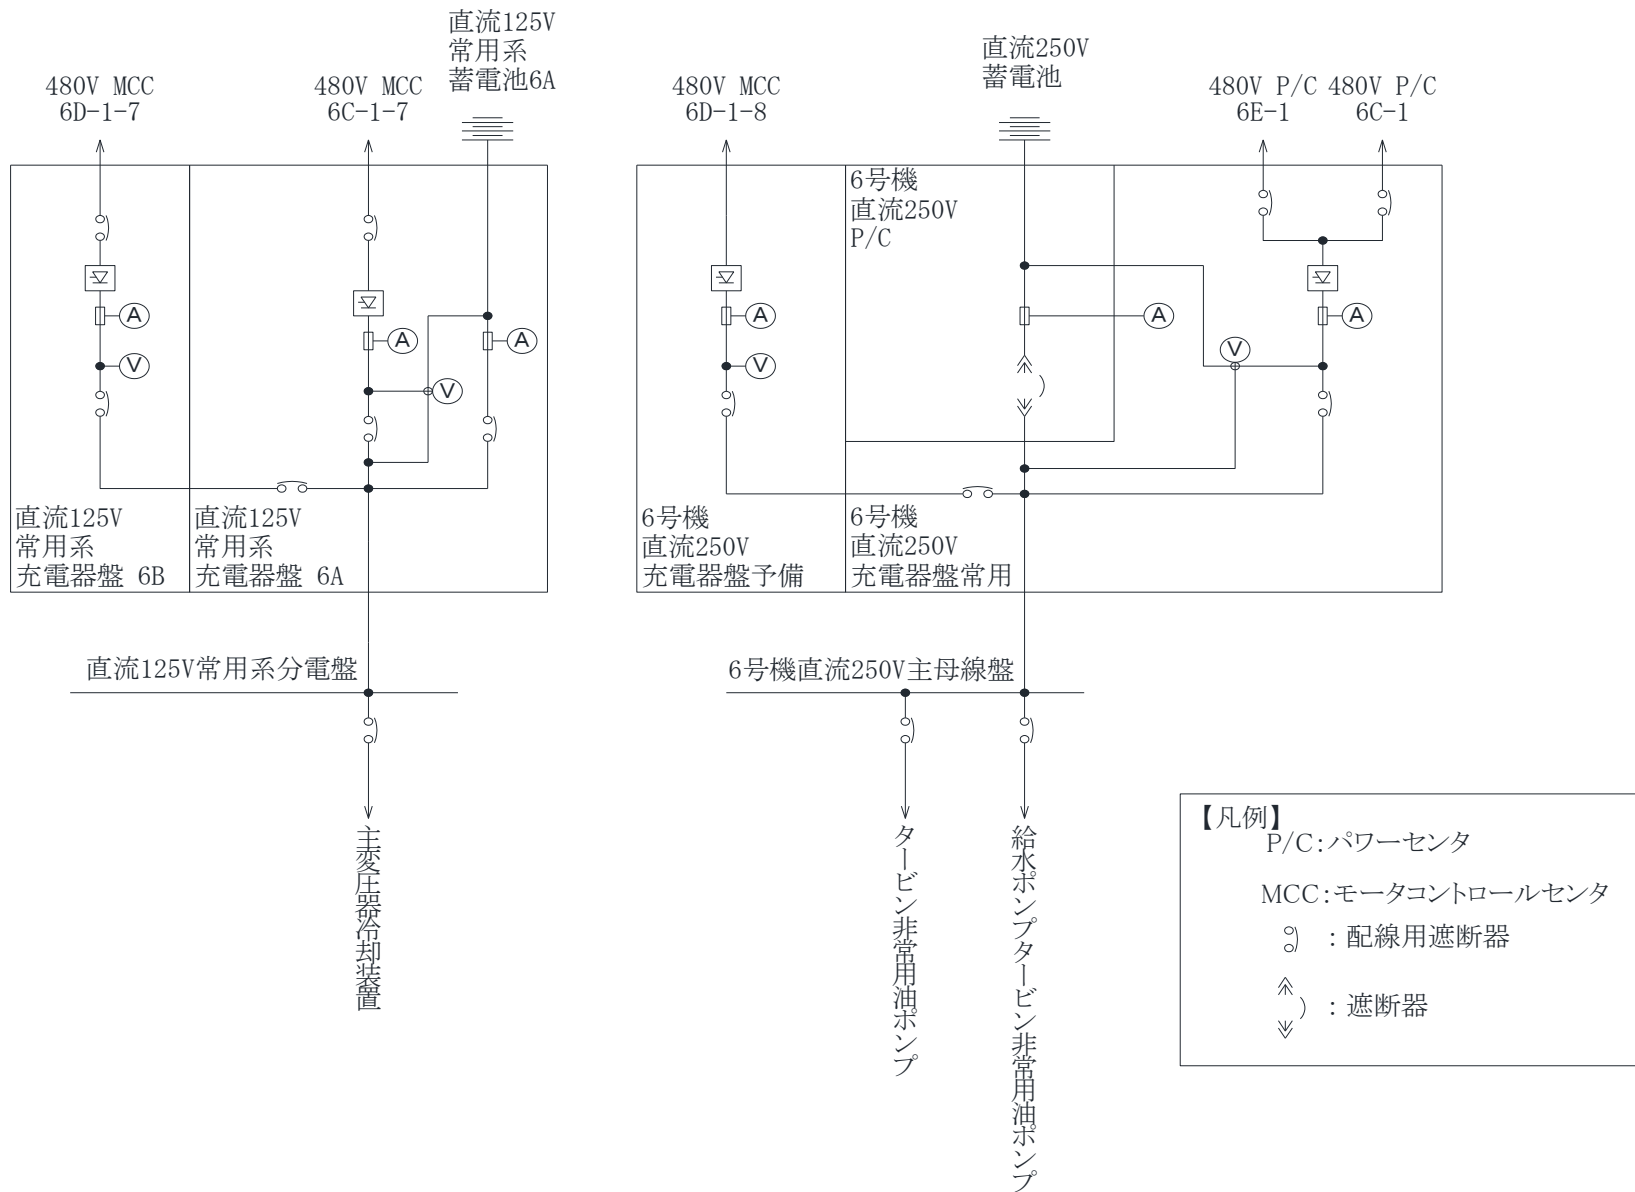 直流125V
常用系
蓄電池6A
480V MCC
6D-1-7
480V MCC
6C-1-7
480V MCC
6D-1-8
直流250V
蓄電池
480V P/C
6E-1
480V P/C
6C-1
A
V
A
V
A
直流125V
常用系
充電器盤 6B
直流125V
常用系
充電器盤 6A
6号機
直流250V
P/C
A
V
A
V
A
6号機
直流250V
充電器盤予備
6号機
直流250V
充電器盤常用
直流125V常用系分電盤
6号機直流250V主母線盤
主変圧器冷却装置
タービン非常用油ポンプ
給水ポンプタービン非常用油ポンプ
【凡例】
P/C:パワーセンタ
MCC:モータコントロールセンタ
:配線用遮断器
:遮断器